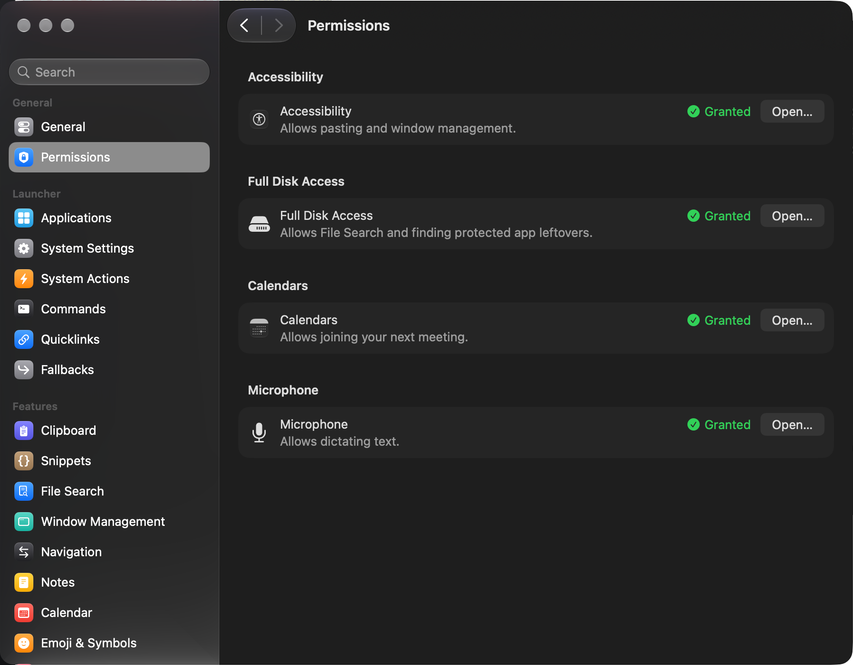 Permissions
Search
General
General
Permissions
Launcher
Applications
System Settings
System Actions
Commands
Quicklinks
Fallbacks
Features
Clipboard
Snippets
File Search
Window Management
Navigation
Notes
Calendar
Emoji & Symbols
Accessibility
Accessibility
Allows pasting and window management.
Granted
Open...
Full Disk Access
Full Disk Access
Allows File Search and finding protected app leftovers.
Granted
Open...
Calendars
Calendars
Allows joining your next meeting.
Granted
Open...
Microphone
Microphone
Allows dictating text.
Granted
Open...